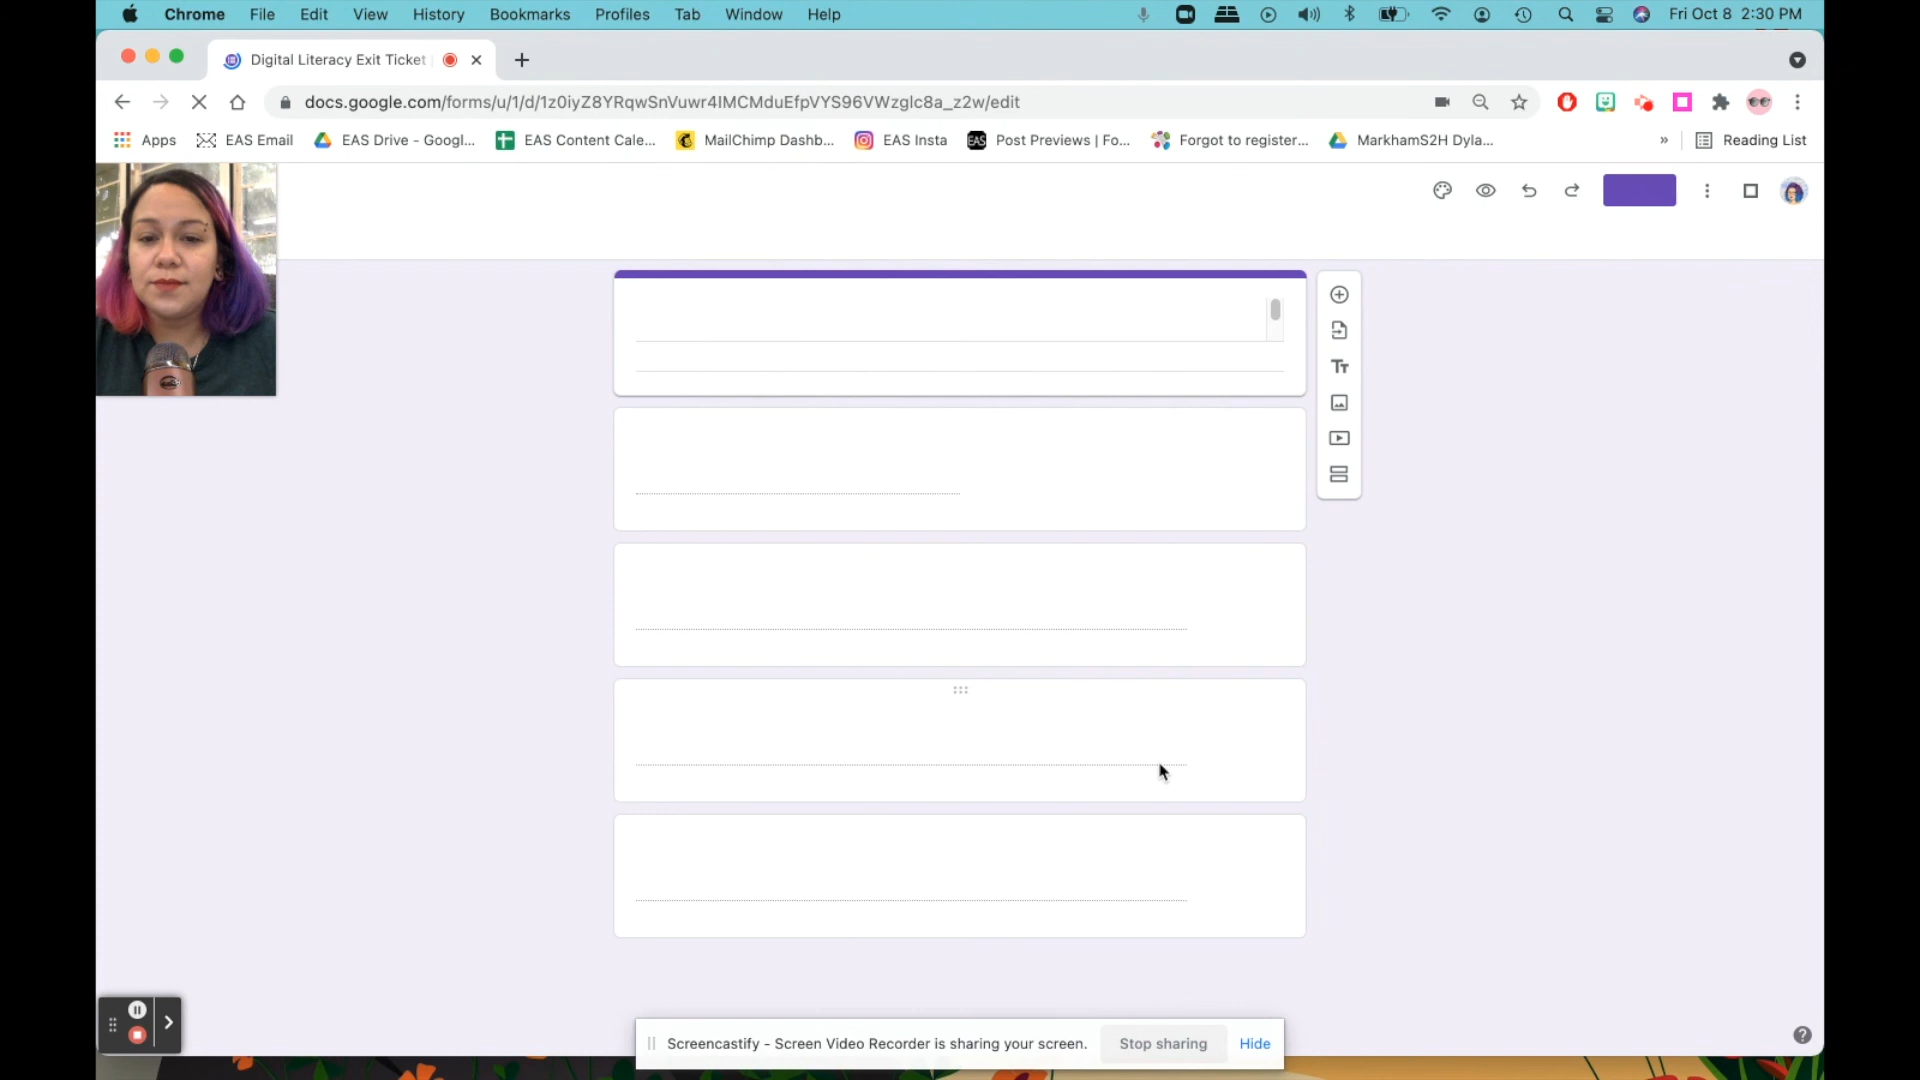 Chrome File Edit View History Bookmarks Profiles Tab Window Help Fri Oct 8 2:30 PM
Digital Literacy Exit Ticket
docs.google.com/forms/u/1/d/1z0iyZ8YRqwSnVuwr4IMCMduEfpVYS96VWzglc8a_z2w/edit
Apps EAS Email EAS Drive - Googl... EAS Content Cale... MailChimp Dashb... EAS Insta EAS Post Previews | Fo... Forgot to register... MarkhamS2H Dyla... » Reading List
Tт
Screencastify - Screen Video Recorder is sharing your screen. Stop sharing Hide